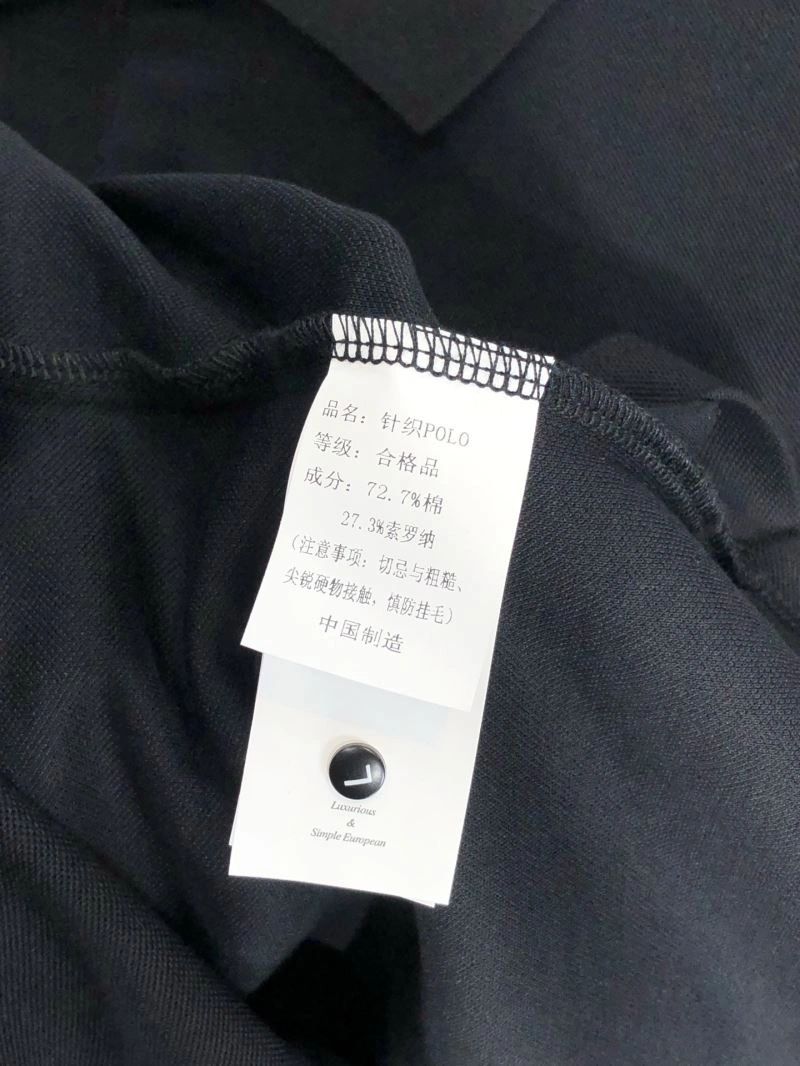 品名：针织POLO
等级：合格品
成分：72.7%棉
27.3%索罗纳
（注意事项：切忌与粗糙、
尖锐硬物接触，慎防挂毛）
中国制造
L
Luxurious
&
Simple European